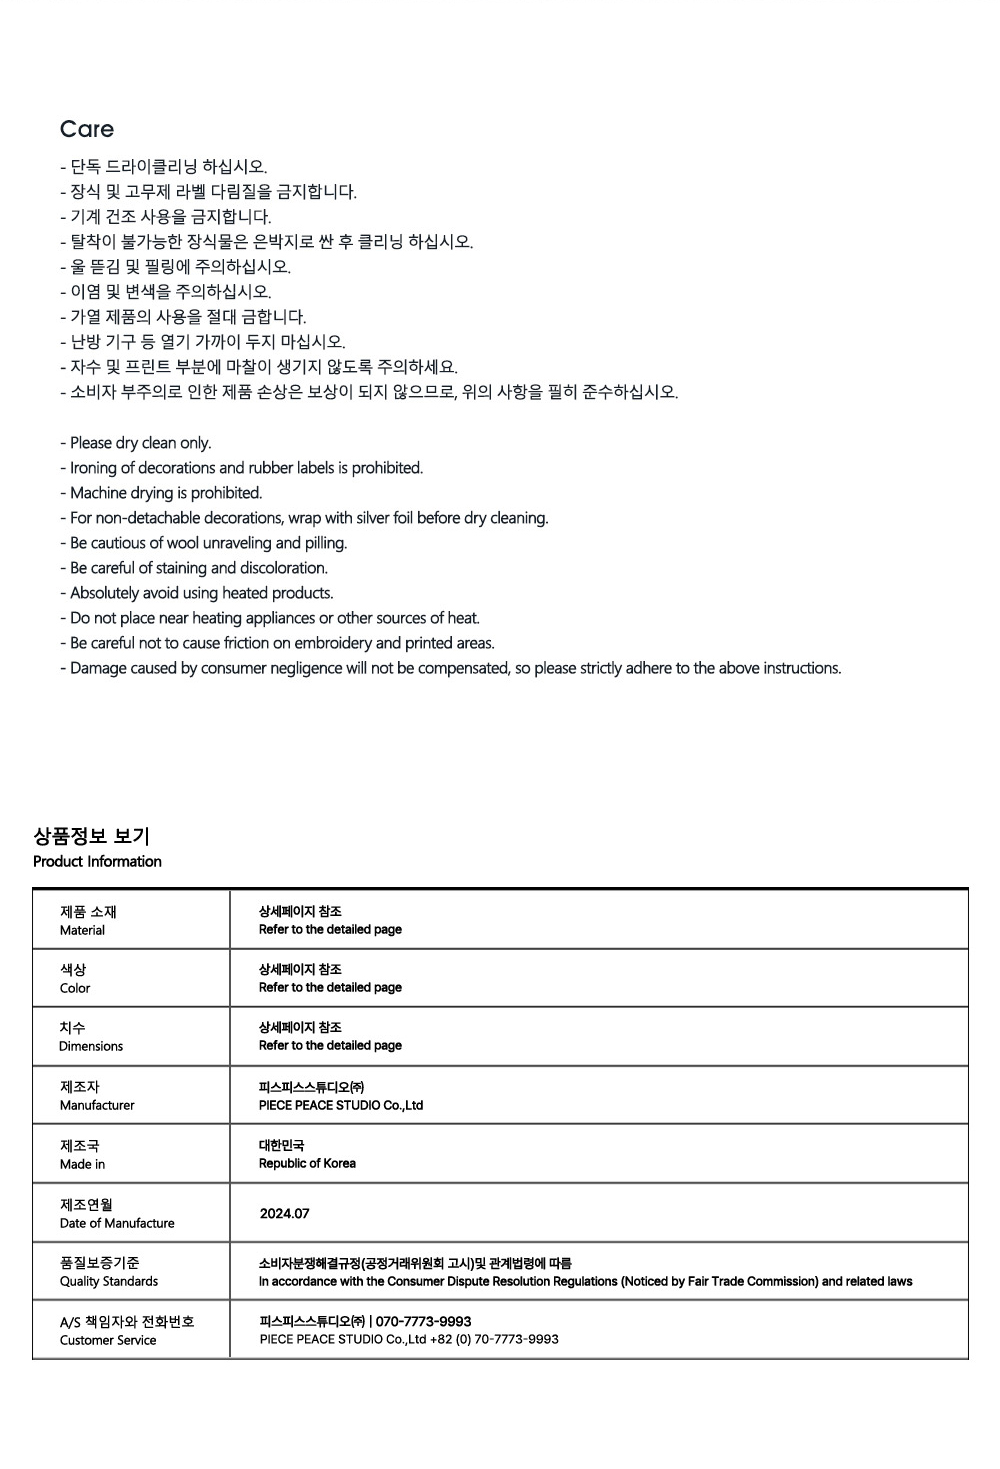 Care
- 단독 드라이클리닝 하십시오.
- 장식 및 고무제 라벨 다림질을 금지합니다.
- 기계 건조 사용을 금지합니다.
- 탈착이 불가능한 장식물은 은박지로 싼 후 클리닝 하십시오.
- 울 뜯김 및 필링에 주의하십시오.
- 이염 및 변색을 주의하십시오.
- 가열 제품의 사용을 절대 금합니다.
- 난방 기구 등 열기 가까이 두지 마십시오.
- 자수 및 프린트 부분에 마찰이 생기지 않도록 주의하세요.
- 소비자 부주의로 인한 제품 손상은 보상이 되지 않으므로, 위의 사항을 필히 준수하십시오.
- Please dry clean only.
- Ironing of decorations and rubber labels is prohibited.
- Machine drying is prohibited.
- For non-detachable decorations, wrap with silver foil before dry cleaning.
- Be cautious of wool unraveling and pilling.
- Be careful of staining and discoloration.
- Absolutely avoid using heated products.
- Do not place near heating appliances or other sources of heat.
- Be careful not to cause friction on embroidery and printed areas.
- Damage caused by consumer negligence will not be compensated, so please strictly adhere to the above instructions.
상품정보 보기
Product Information
제품 소재
Material
상세페이지 참조
Refer to the detailed page
색상
Color
상세페이지 참조
Refer to the detailed page
치수
Dimensions
상세페이지 참조
Refer to the detailed page
제조자
Manufacturer
피스피스스튜디오㈜
PIECE PEACE STUDIO Co.,Ltd
제조국
Made in
대한민국
Republic of Korea
제조연월
Date of Manufacture
2024.07
품질보증기준
Quality Standards
소비자분쟁해결규정(공정거래위원회 고시)및 관계법령에 따름
In accordance with the Consumer Dispute Resolution Regulations (Noticed by Fair Trade Commission) and related laws
A/S 책임자와 전화번호
Customer Service
피스피스스튜디오㈜ | 070-7773-9993
PIECE PEACE STUDIO Co.,Ltd +82 (0) 70-7773-9993